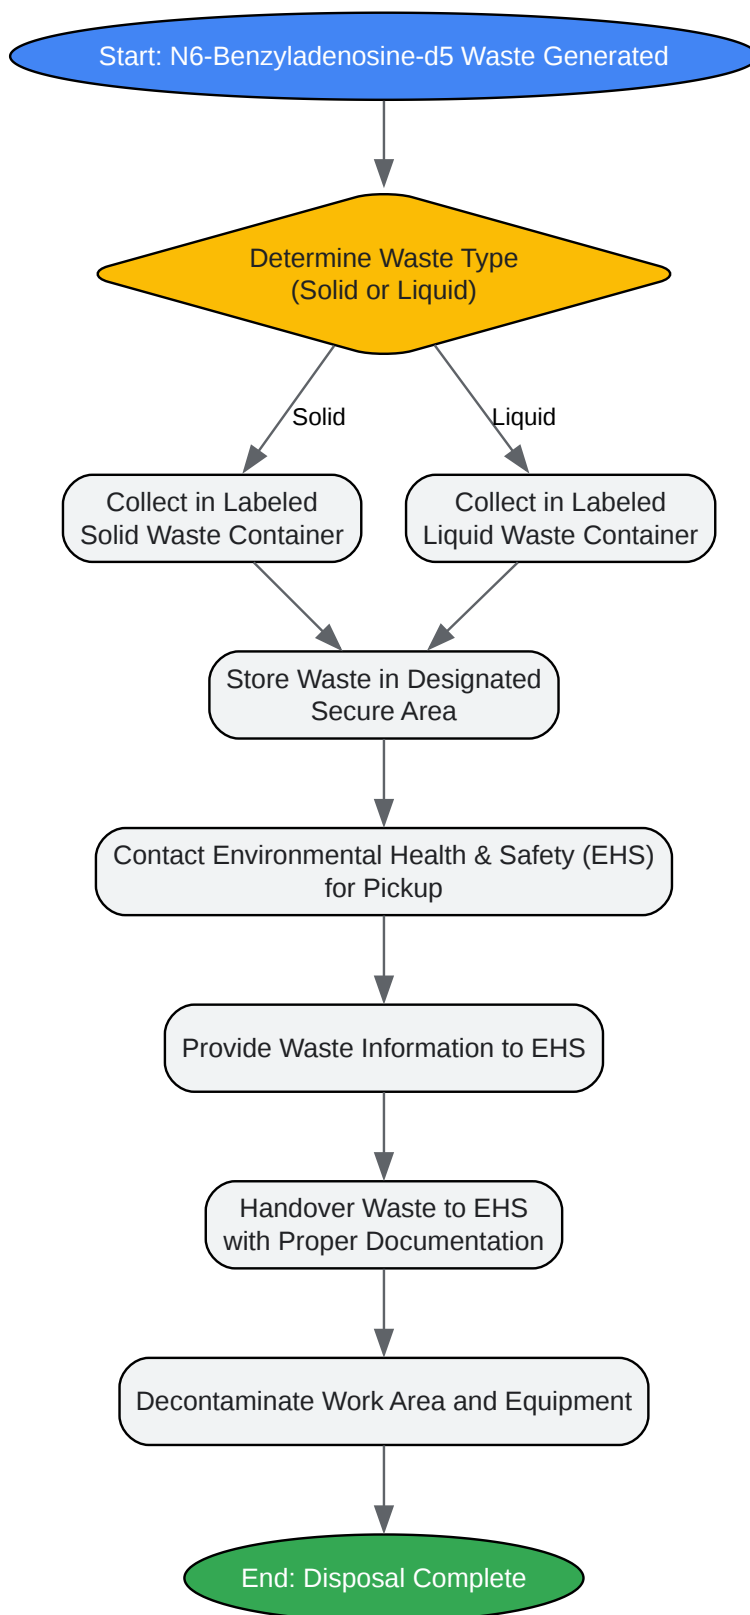 Start: N6-Benzyladenosine-d5 Waste Generated
Determine Waste Type
(Solid or Liquid)
Solid
Liquid
Collect in Labeled
Solid Waste Container
Collect in Labeled
Liquid Waste Container
Store Waste in Designated
Secure Area
Contact Environmental Health & Safety (EHS)
for Pickup
Provide Waste Information to EHS
Handover Waste to EHS
with Proper Documentation
Decontaminate Work Area and Equipment
End: Disposal Complete